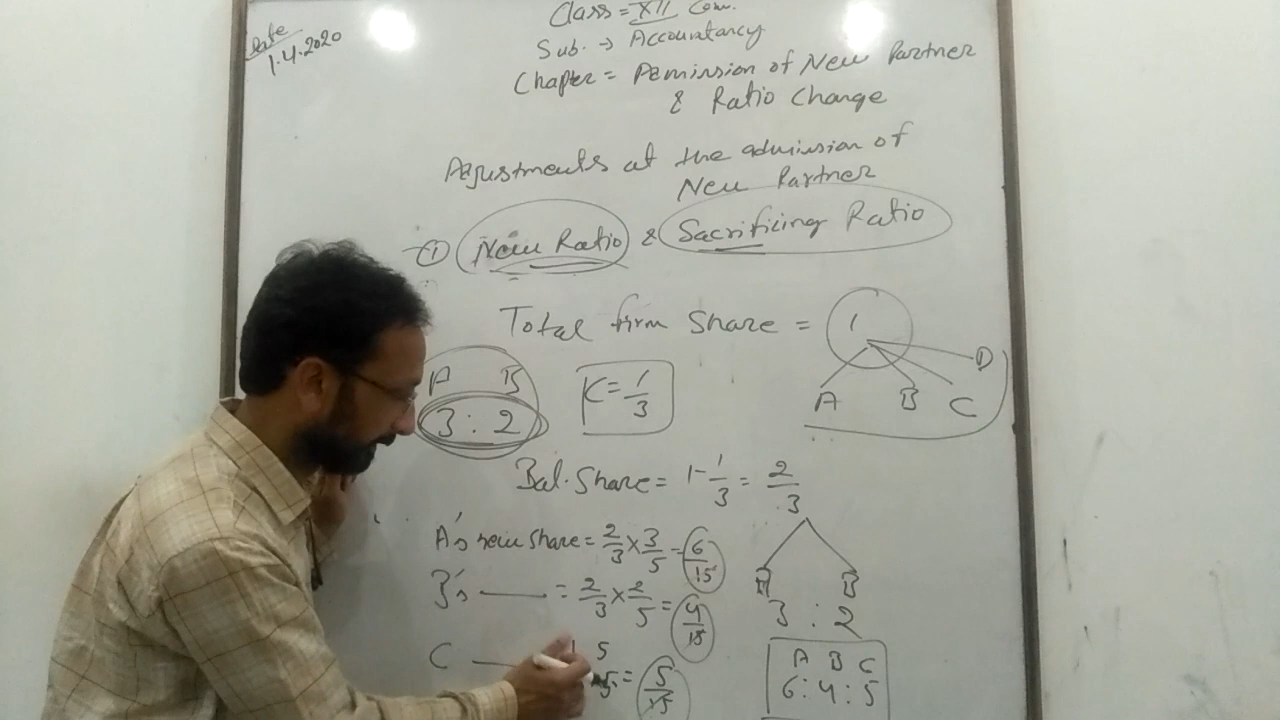 Date
1.4.2020
Class = XII Com.
Sub. → Accountancy
Chapter = Admission of New Partner
& Ratio Change
Adjustments at the admission of
New Partner
① New Ratio & Sacrificing Ratio
Total firm Share = 1
A B C D
A B
3 : 2
C = 1/3
Bal. Share = 1 - 1/3 = 2/3
A's new share = 2/3 × 3/5 = 6/15
B's — = 2/3 × 2/5 = 4/15
C — 5 = 5/15
A B
3 : 2
A B C
6 : 4 : 5